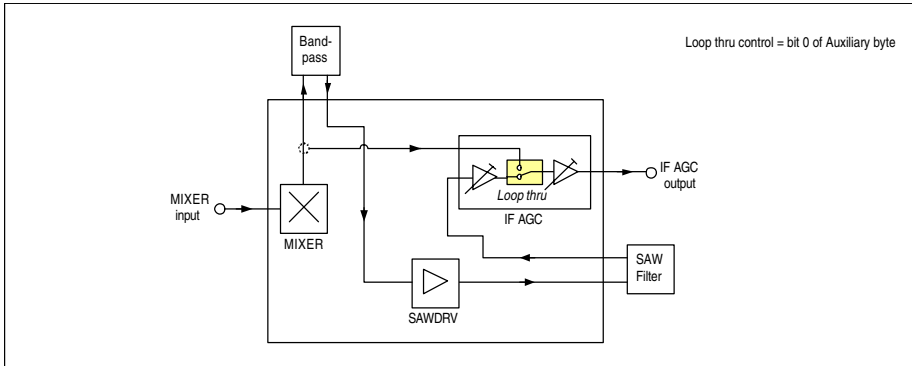 Band-
pass
Loop thru control = bit 0 of Auxiliary byte
MIXER
input
MIXER
Loop thru
IF AGC
IF AGC
output
SAWDRV
SAW
Filter